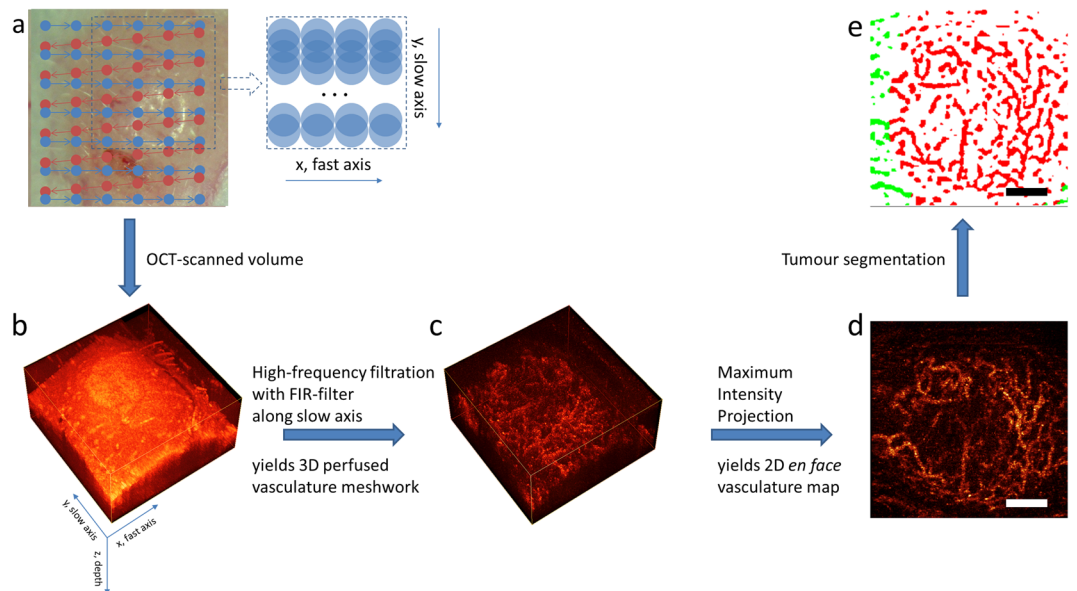 a
y, slow axis
• • •
x, fast axis
e
OCT-scanned volume
Tumour segmentation
b
c
d
High-frequency filtration
with FIR-filter
along slow axis
yields 3D perfused
vasculature meshwork
Maximum
Intensity
Projection
yields 2D en face
vasculature map
y, slow axis
x, fast axis
z, depth